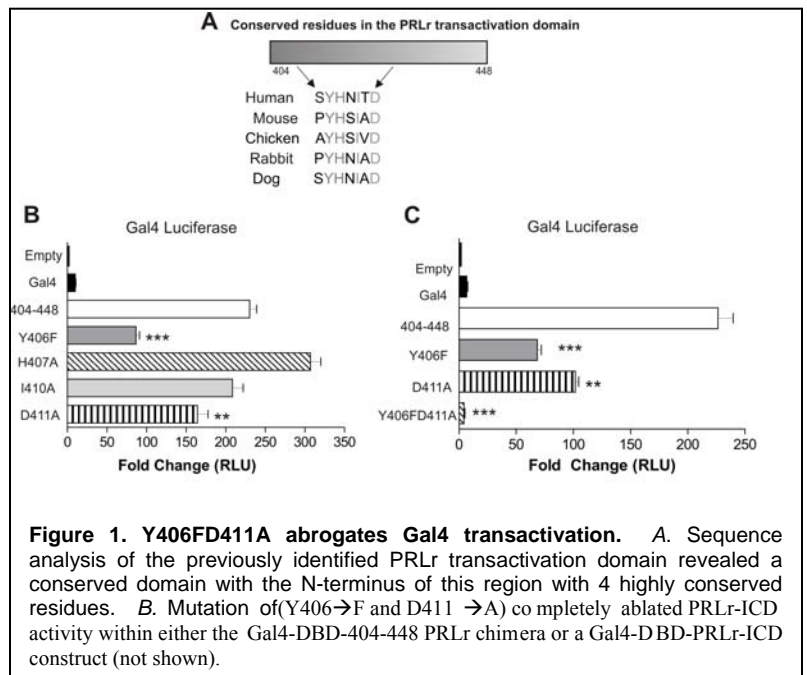 A Conserved residues in the PRLr transactivation domain
404 448
Human SYHNITD
Mouse PYHSIAD
Chicken AYHSIVD
Rabbit PYHNIAD
Dog SYHNIAD
B
Gal4 Luciferase
Empty
Gal4
404-448
Y406F ***
H407A
I410A
D411A **
0 50 100 150 200 250 300 350
Fold Change (RLU)
C
Gal4 Luciferase
Empty
Gal4
404-448
Y406F ***
D411A **
Y406FD411A ***
0 50 100 150 200 250
Fold Change (RLU)
Figure 1. Y406FD411A abrogates Gal4 transactivation. A. Sequence
analysis of the previously identified PRLr transactivation domain revealed a
conserved domain with the N-terminus of this region with 4 highly conserved
residues. B. Mutation of(Y406→F and D411 →A) co mpletely ablated PRLr-ICD
activity within either the Gal4-DBD-404-448 PRLr chimera or a Gal4-D BD-PRLr-ICD
construct (not shown).